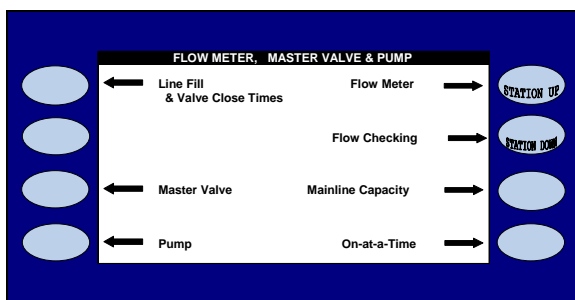 FLOW METER, MASTER VALVE & PUMP
Line Fill
& Valve Close Times
Flow Meter
STATION UP
Flow Checking
STATION DOWN
Master Valve
Mainline Capacity
Pump
On-at-a-Time